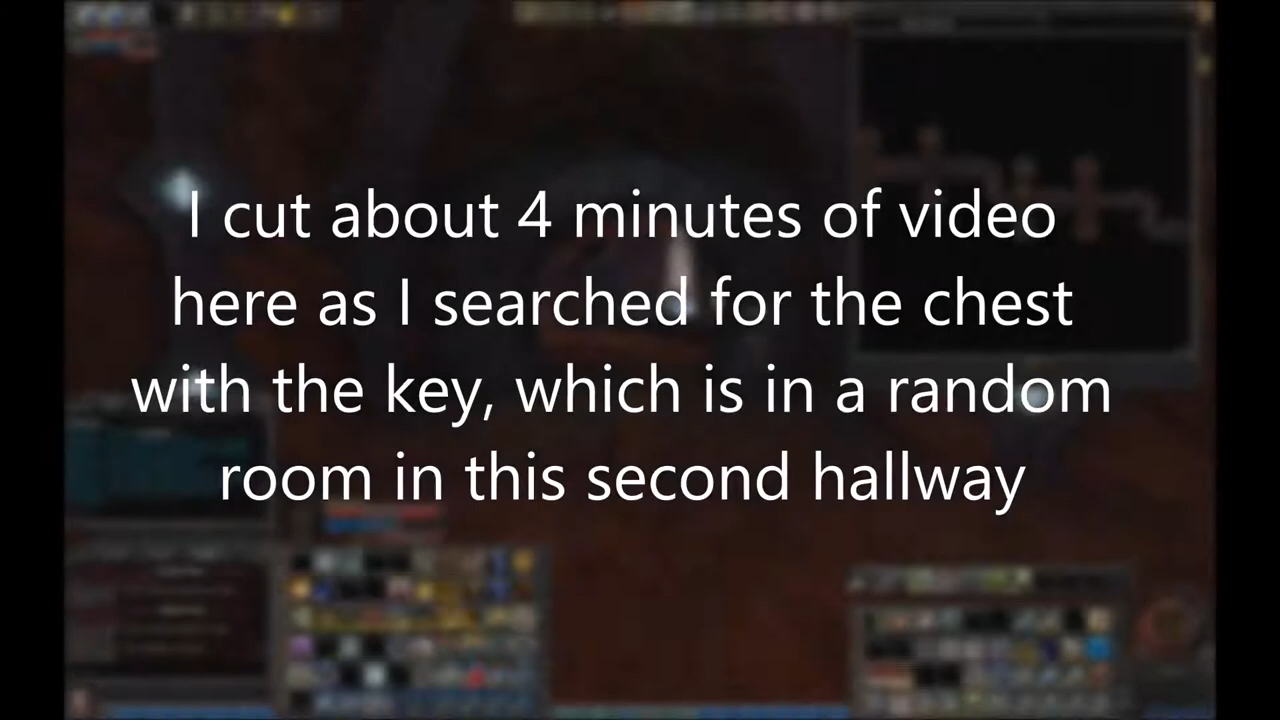 I cut about 4 minutes of video
here as I searched for the chest
with the key, which is in a random
room in this second hallway